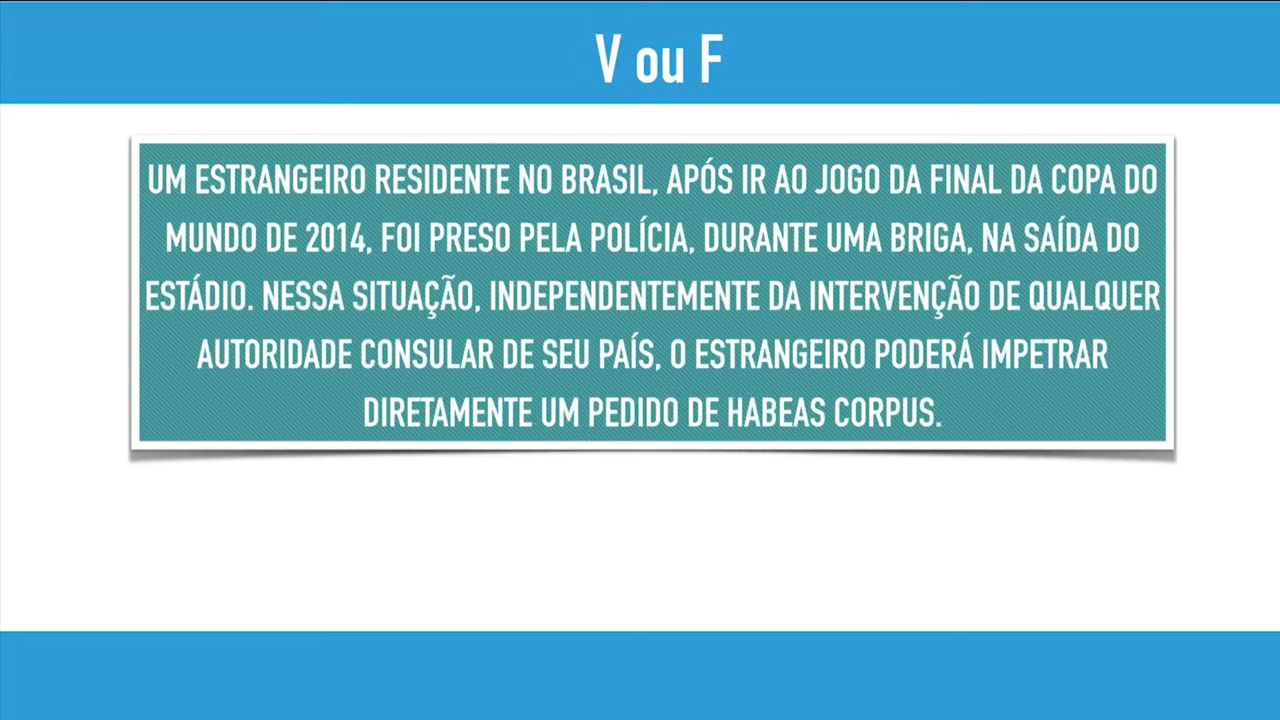 V ou F
UM ESTRANGEIRO RESIDENTE NO BRASIL, APÓS IR AO JOGO DA FINAL DA COPA DO
MUNDO DE 2014, FOI PRESO PELA POLÍCIA, DURANTE UMA BRIGA, NA SAÍDA DO
ESTÁDIO. NESSA SITUAÇÃO, INDEPENDENTEMENTE DA INTERVENÇÃO DE QUALQUER
AUTORIDADE CONSULAR DE SEU PAÍS, O ESTRANGEIRO PODERÁ IMPETRAR
DIRETAMENTE UM PEDIDO DE HABEAS CORPUS.